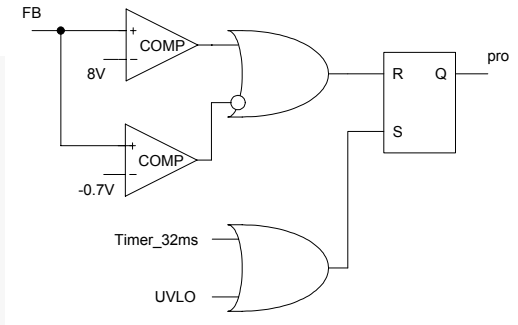 FB
+
COMP
8V
−
R
Q
pro
S
+
COMP
-0.7V
−
Timer_32ms
UVLO